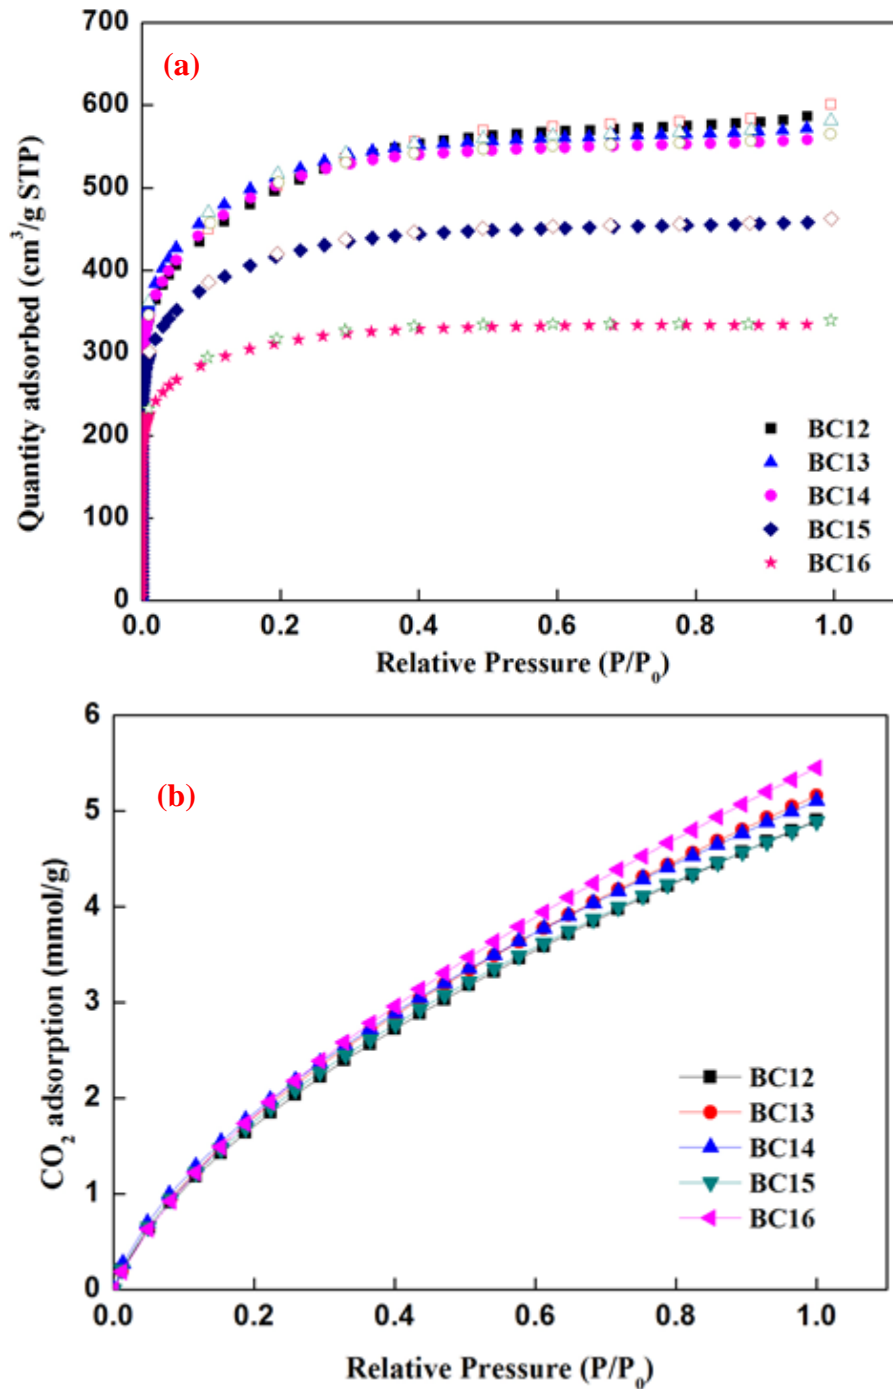 700
(a)
600
500
400
300
200
100
0
Quantity adsorbed (cm³/g STP)
BC12
BC13
BC14
BC15
BC16
0.0 0.2 0.4 0.6 0.8 1.0
Relative Pressure (P/P₀)
6
(b)
5
4
3
2
1
0
CO₂ adsorption (mmol/g)
BC12
BC13
BC14
BC15
BC16
0.0 0.2 0.4 0.6 0.8 1.0
Relative Pressure (P/P₀)